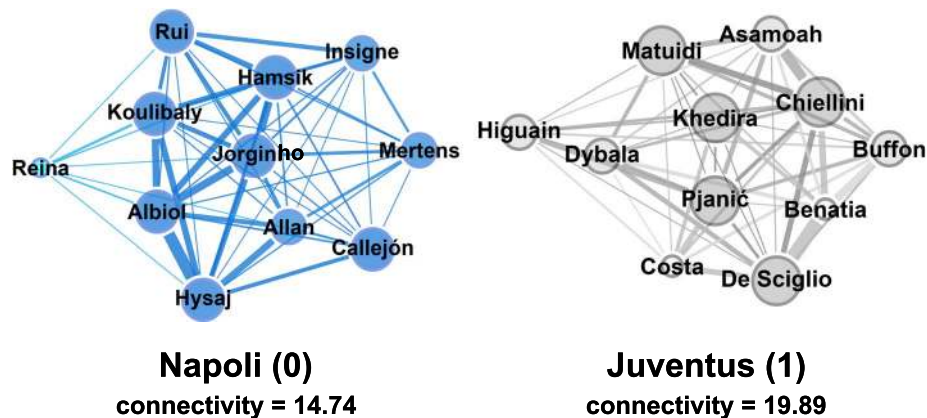 Rui
Insigne
Hamsik
Koulibaly
Jorginho
Mertens
Reina
Albiol
Allan
Callejón
Hysaj
Napoli (0)
connectivity = 14.74
Asamoah
Matuidi
Chiellini
Khedira
Higuain
Dybala
Buffon
Pjanić
Benatia
Costa
De Sciglio
Juventus (1)
connectivity = 19.89